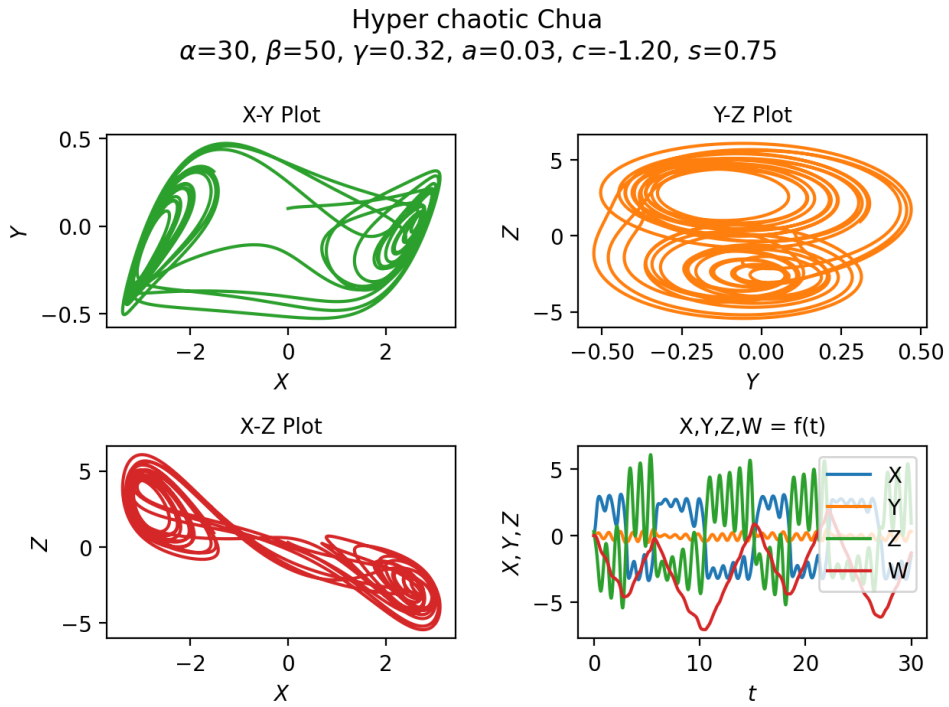 Hyper chaotic Chua
α=30, β=50, γ=0.32, a=0.03, c=-1.20, s=0.75
X-Y Plot
0.5
0.0
−0.5
Y
−2
0
2
X
Y-Z Plot
5
0
−5
Z
−0.50
−0.25
0.00
0.25
0.50
Y
X-Z Plot
5
0
−5
Z
−2
0
2
X
X,Y,Z,W = f(t)
5
0
−5
X, Y, Z
0
10
20
30
t
X
Y
Z
W